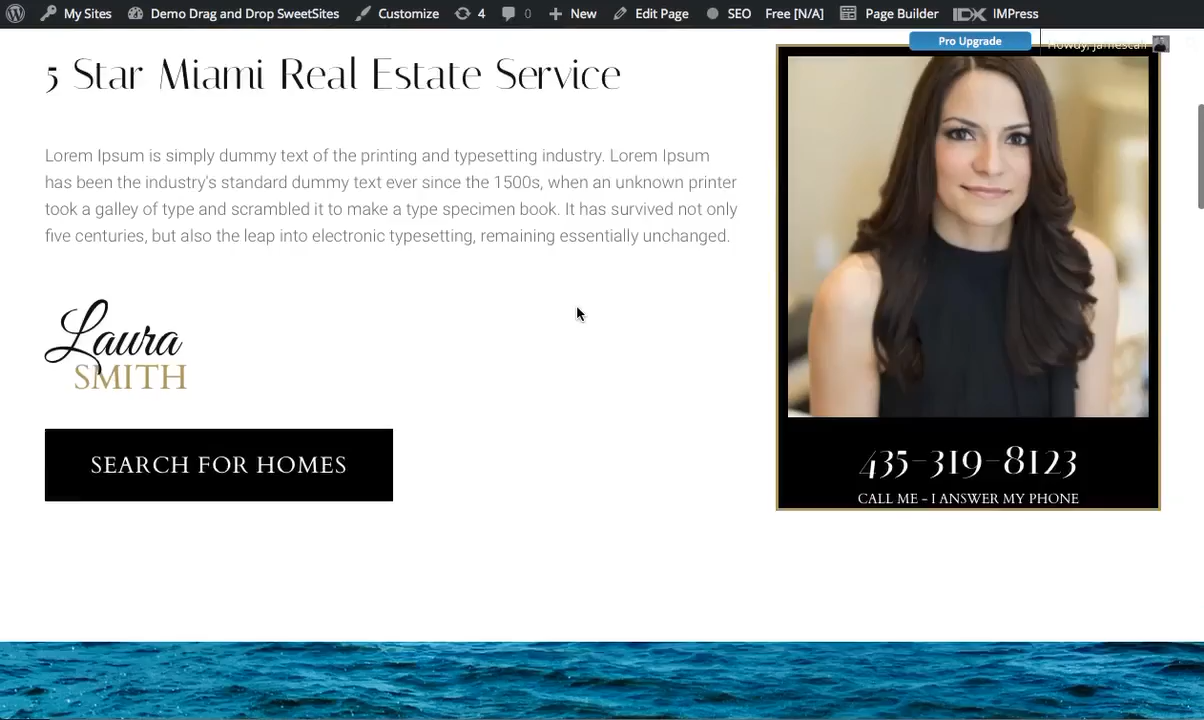 My Sites Demo Drag and Drop SweetSites Customize 4 0 New Edit Page SEO Free [N/A] Page Builder IDX IMPress
Pro Upgrade
Howdy, jamescarl
5 Star Miami Real Estate Service
Lorem Ipsum is simply dummy text of the printing and typesetting industry. Lorem Ipsum
has been the industry's standard dummy text ever since the 1500s, when an unknown printer
took a galley of type and scrambled it to make a type specimen book. It has survived not only
five centuries, but also the leap into electronic typesetting, remaining essentially unchanged.
Laura
SMITH
SEARCH FOR HOMES
435-319-8123
CALL ME - I ANSWER MY PHONE